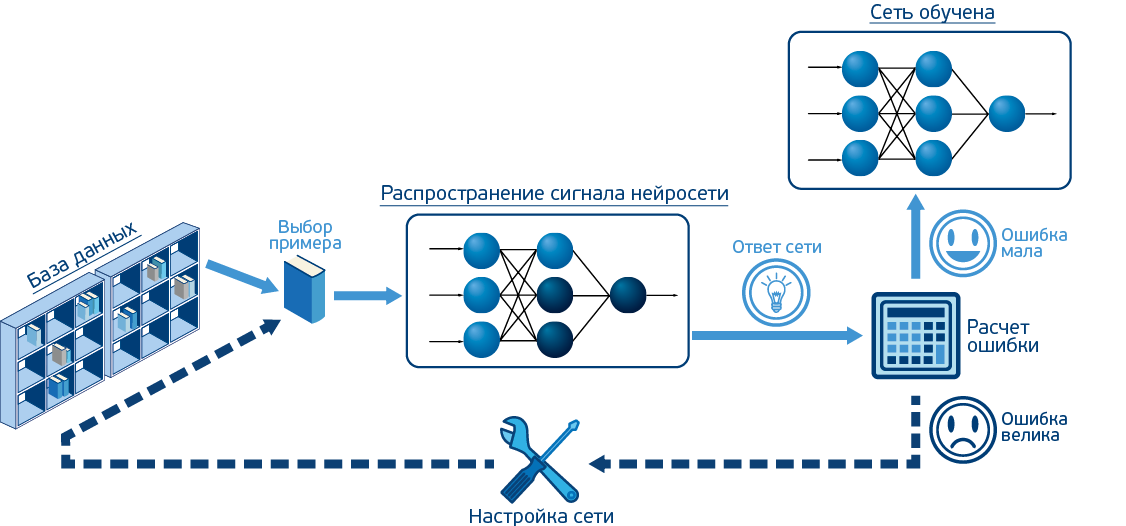 Сеть обучена
Распространение сигнала нейросети
База данных
Выбор
примера
Ответ сети
Ошибка
мала
Расчет
ошибки
Ошибка
велика
Настройка сети